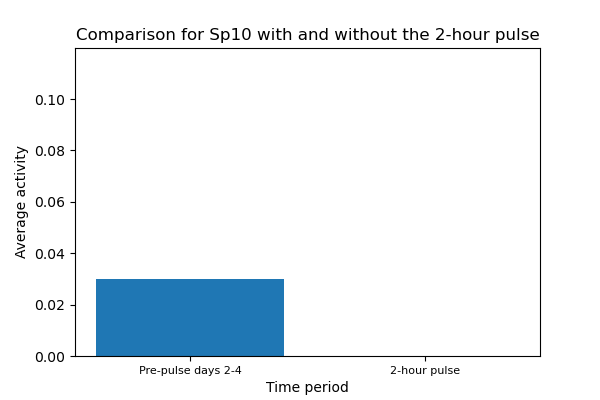 Comparison for Sp10 with and without the 2-hour pulse
Average activity
0.10
0.08
0.06
0.04
0.02
0.00
Pre-pulse days 2-4
2-hour pulse
Time period